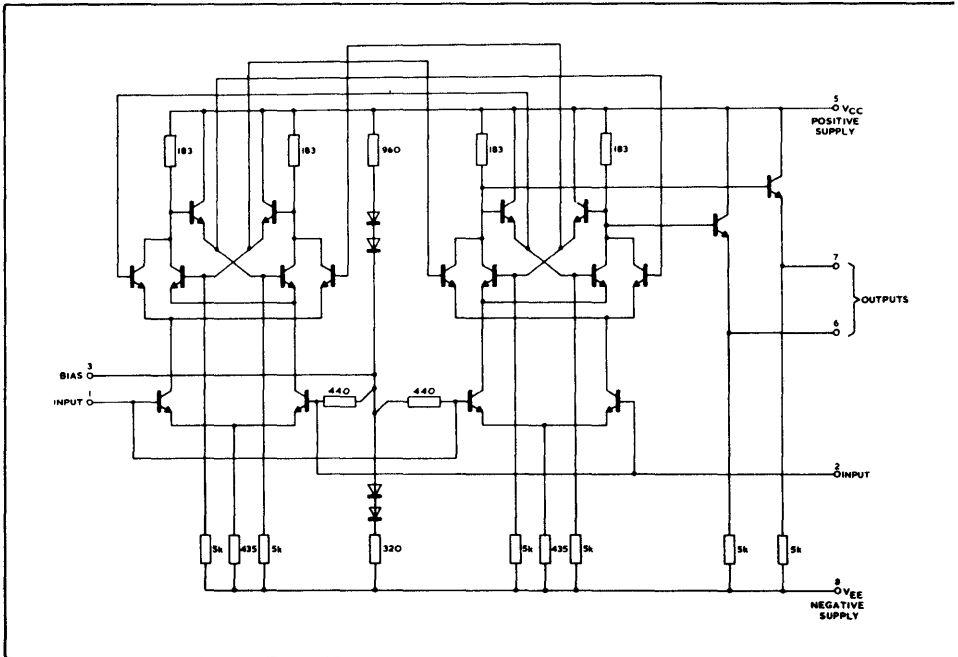 5
VCC
POSITIVE
SUPPLY
183
183
960
183
183
7
OUTPUTS
6
BIAS 3
INPUT 1
440
440
2
INPUT
5k
435
5k
320
5k
435
5k
5k
5k
8
VEE
NEGATIVE
SUPPLY